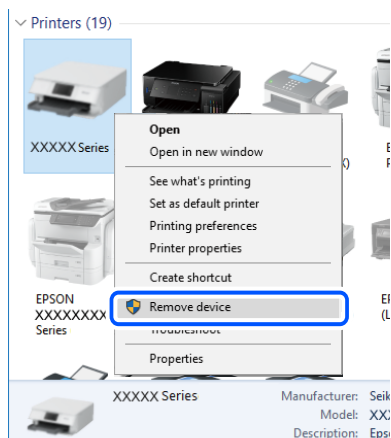 Printers (19)
XXXXX Series
Open
Open in new window
See what's printing
Set as default printer
Printing preferences
Printer properties
Create shortcut
Remove device
Troubleshoot
Properties
EPSON
XXXXXXXX
Series
XXXXX Series
Manufacturer:
Model:
Description: